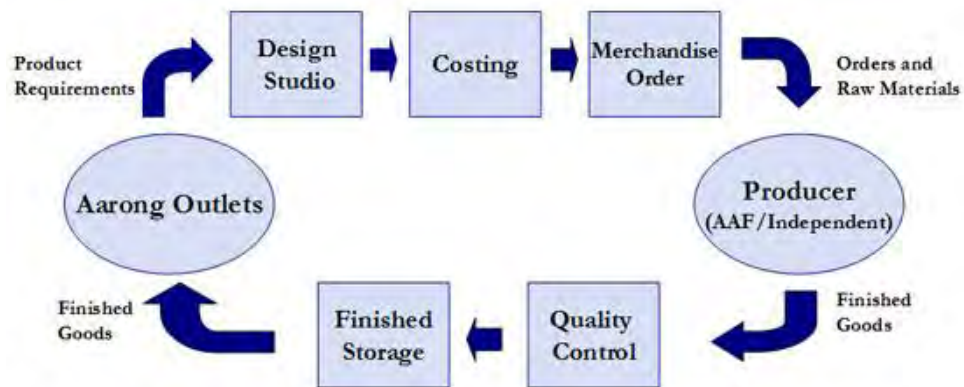 Product
Requirements
Design
Studio
Costing
Merchandise
Order
Orders and
Raw Materials
Aarong Outlets
Producer
(AAF/Independent)
Finished
Goods
Finished
Storage
Quality
Control
Finished
Goods